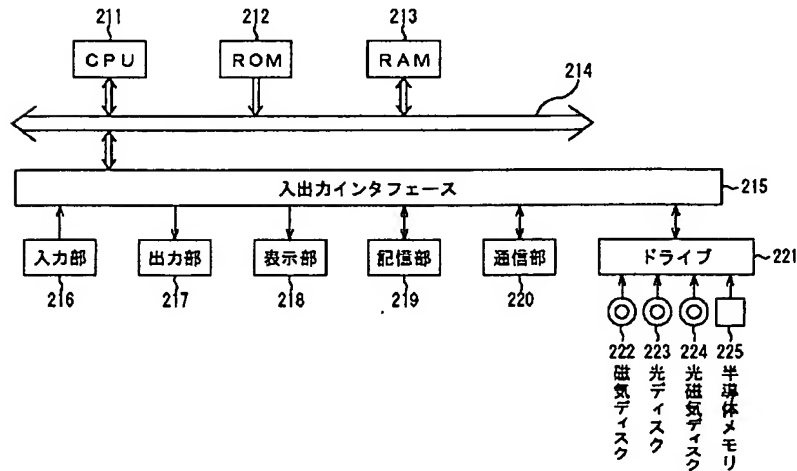 211 212 213
CPU ROM RAM
214
入出力インタフェース 215
入力部 出力部 表示部 記憶部 通信部 ドライブ 221
216 217 218 219 220
222 223 224 225
磁気ディスク
光ディスク
光磁気ディスク
半導体メモリ